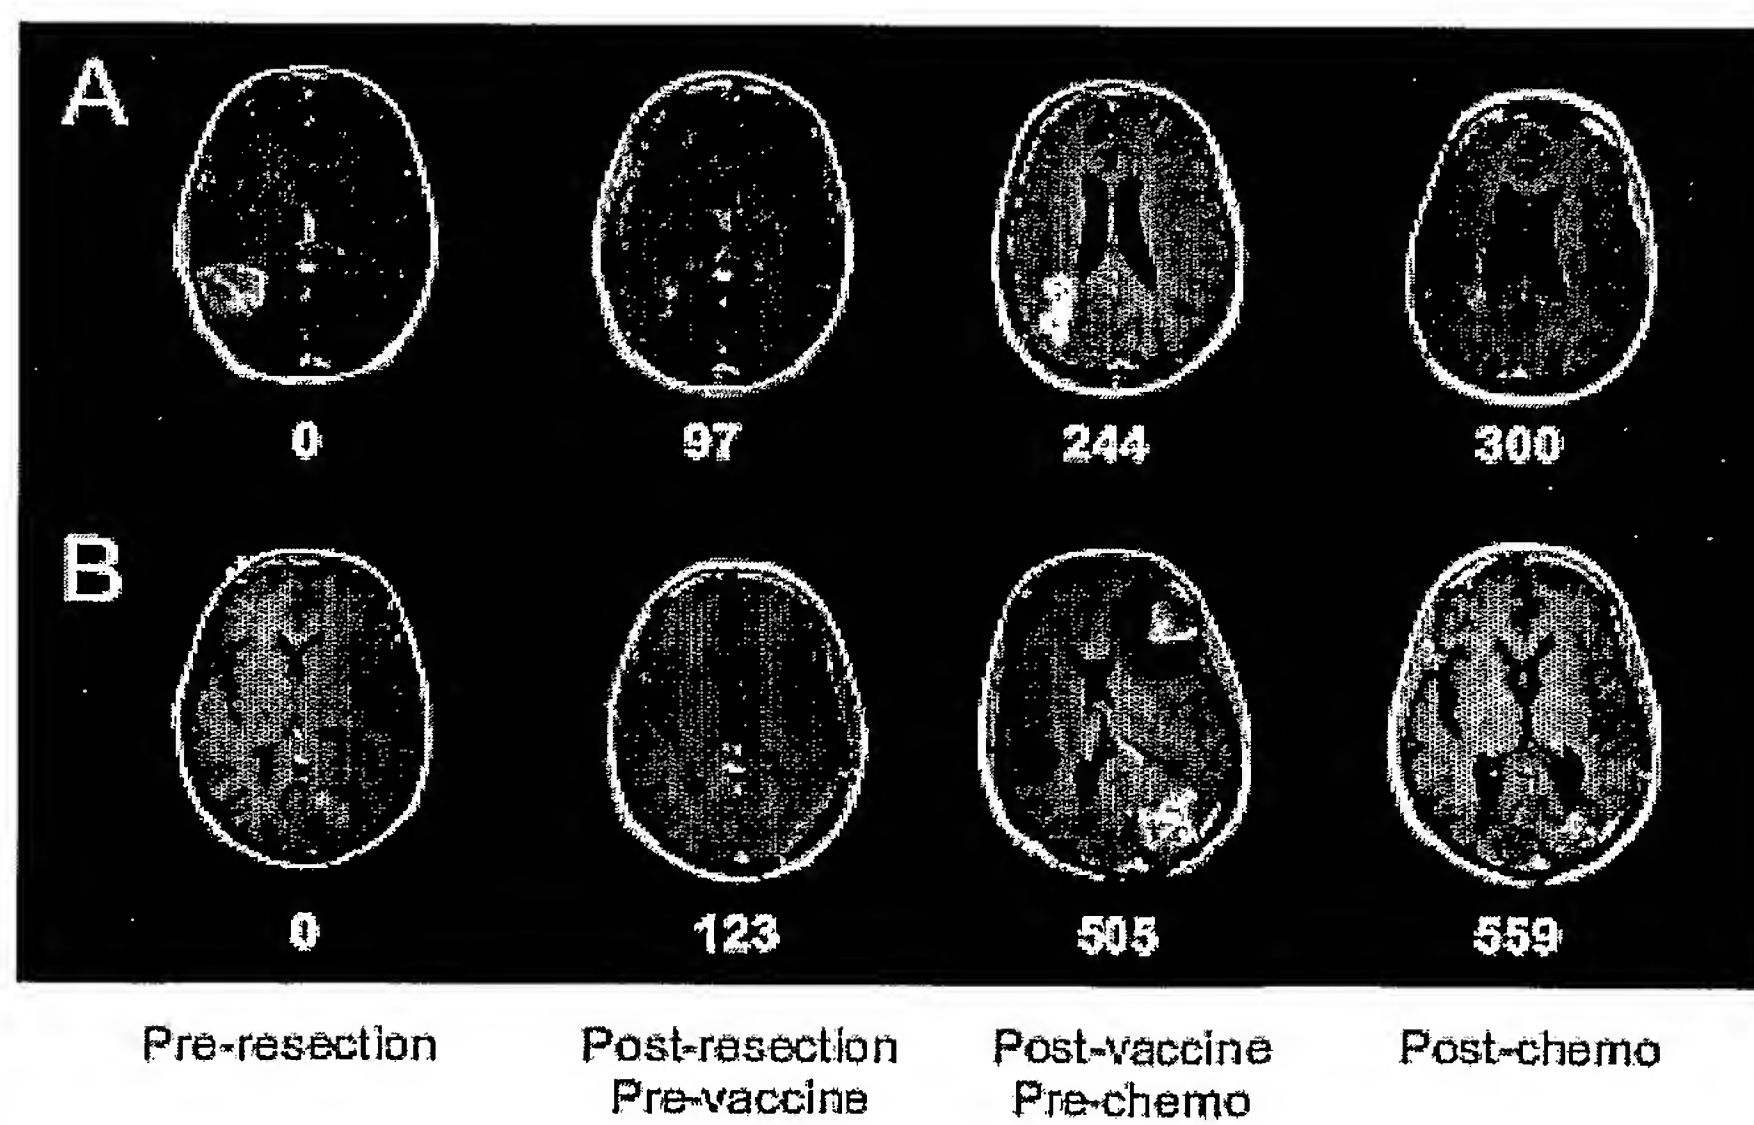 A
0 97 244 300
B
0 123 505 559
Pre-resection Post-resection Post-vaccine Post-chemo
Pre-vaccine Pre-chemo